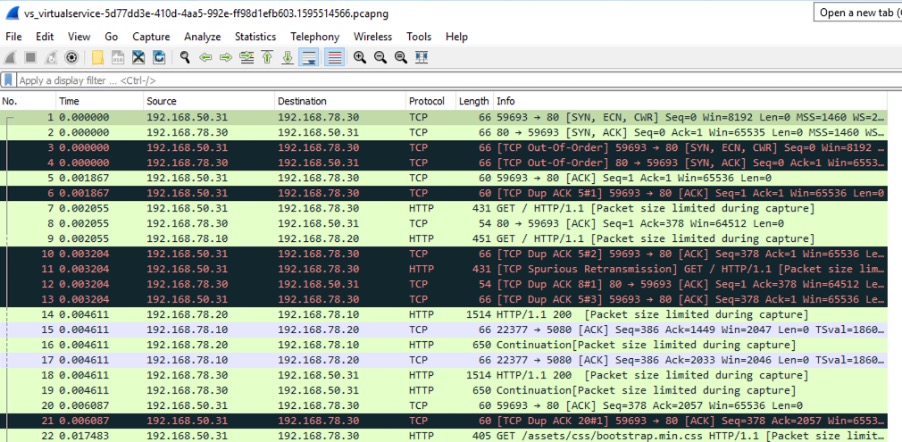 vs_virtualservice-5d77dd3e-410d-4aa5-992e-ff98d1efb603.1595514566.pcapng
Open a new tab (C
File Edit View Go Capture Analyze Statistics Telephony Wireless Tools Help
Apply a display filter ... <Ctrl-/>
No. Time Source Destination Protocol Length Info
1 0.000000 192.168.50.31 192.168.78.30 TCP 66 59693 → 80 [SYN, ECN, CWR] Seq=0 Win=8192 Len=0 MSS=1460 WS=2…
2 0.000000 192.168.78.30 192.168.50.31 TCP 66 80 → 59693 [SYN, ACK] Seq=0 Ack=1 Win=65535 Len=0 MSS=1460 WS…
3 0.000000 192.168.50.31 192.168.78.30 TCP 66 [TCP Out-Of-Order] 59693 → 80 [SYN, ECN, CWR] Seq=0 Win=8192 …
4 0.000000 192.168.78.30 192.168.50.31 TCP 66 [TCP Out-Of-Order] 80 → 59693 [SYN, ACK] Seq=0 Ack=1 Win=6553…
5 0.001867 192.168.50.31 192.168.78.30 TCP 60 59693 → 80 [ACK] Seq=1 Ack=1 Win=65536 Len=0
6 0.001867 192.168.50.31 192.168.78.30 TCP 60 [TCP Dup ACK 5#1] 59693 → 80 [ACK] Seq=1 Ack=1 Win=65536 Len=0
7 0.002055 192.168.50.31 192.168.78.30 HTTP 431 GET / HTTP/1.1 [Packet size limited during capture]
8 0.002055 192.168.78.30 192.168.50.31 TCP 54 80 → 59693 [ACK] Seq=1 Ack=378 Win=64512 Len=0
9 0.002055 192.168.78.10 192.168.78.20 HTTP 451 GET / HTTP/1.1 [Packet size limited during capture]
10 0.003204 192.168.50.31 192.168.78.30 TCP 66 [TCP Dup ACK 5#2] 59693 → 80 [ACK] Seq=378 Ack=1 Win=65536 Le…
11 0.003204 192.168.50.31 192.168.78.30 HTTP 431 [TCP Spurious Retransmission] GET / HTTP/1.1 [Packet size lim…
12 0.003204 192.168.78.30 192.168.50.31 TCP 54 [TCP Dup ACK 8#1] 80 → 59693 [ACK] Seq=1 Ack=378 Win=64512 Le…
13 0.003204 192.168.50.31 192.168.78.30 TCP 66 [TCP Dup ACK 5#3] 59693 → 80 [ACK] Seq=378 Ack=1 Win=65536 Le…
14 0.004611 192.168.78.20 192.168.78.10 HTTP 1514 HTTP/1.1 200 [Packet size limited during capture]
15 0.004611 192.168.78.10 192.168.78.20 TCP 66 22377 → 5080 [ACK] Seq=386 Ack=1449 Win=2047 Len=0 TSval=1860…
16 0.004611 192.168.78.20 192.168.78.10 HTTP 650 Continuation[Packet size limited during capture]
17 0.004611 192.168.78.10 192.168.78.20 TCP 66 22377 → 5080 [ACK] Seq=386 Ack=2033 Win=2046 Len=0 TSval=1860…
18 0.004611 192.168.78.30 192.168.50.31 HTTP 1514 HTTP/1.1 200 [Packet size limited during capture]
19 0.004611 192.168.78.30 192.168.50.31 HTTP 650 Continuation[Packet size limited during capture]
20 0.006087 192.168.50.31 192.168.78.30 TCP 60 59693 → 80 [ACK] Seq=378 Ack=2057 Win=65536 Len=0
21 0.006087 192.168.50.31 192.168.78.30 TCP 60 [TCP Dup ACK 20#1] 59693 → 80 [ACK] Seq=378 Ack=2057 Win=6553…
22 0.017483 192.168.50.31 192.168.78.30 HTTP 405 GET /assets/css/bootstrap.min.css HTTP/1.1 [Packet size limit…